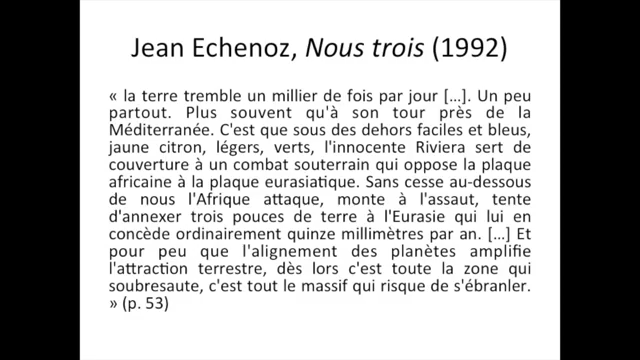 Jean Echenoz, Nous trois (1992)
« la terre tremble un millier de fois par jour [...]. Un peu
partout. Plus souvent qu'à son tour près de la
Méditerranée. C'est que sous des dehors faciles et bleus,
jaune citron, légers, verts, l'innocente Riviera sert de
couverture à un combat souterrain qui oppose la plaque
africaine à la plaque eurasiatique. Sans cesse au-dessous
de nous l'Afrique attaque, monte à l'assaut, tente
d'annexer trois pouces de terre à l'Eurasie qui lui en
concède ordinairement quinze millimètres par an. [...] Et
pour peu que l'alignement des planètes amplifie
l'attraction terrestre, dès lors c'est toute la zone qui
soubresaute, c'est tout le massif qui risque de s'ébranler.
» (p. 53)